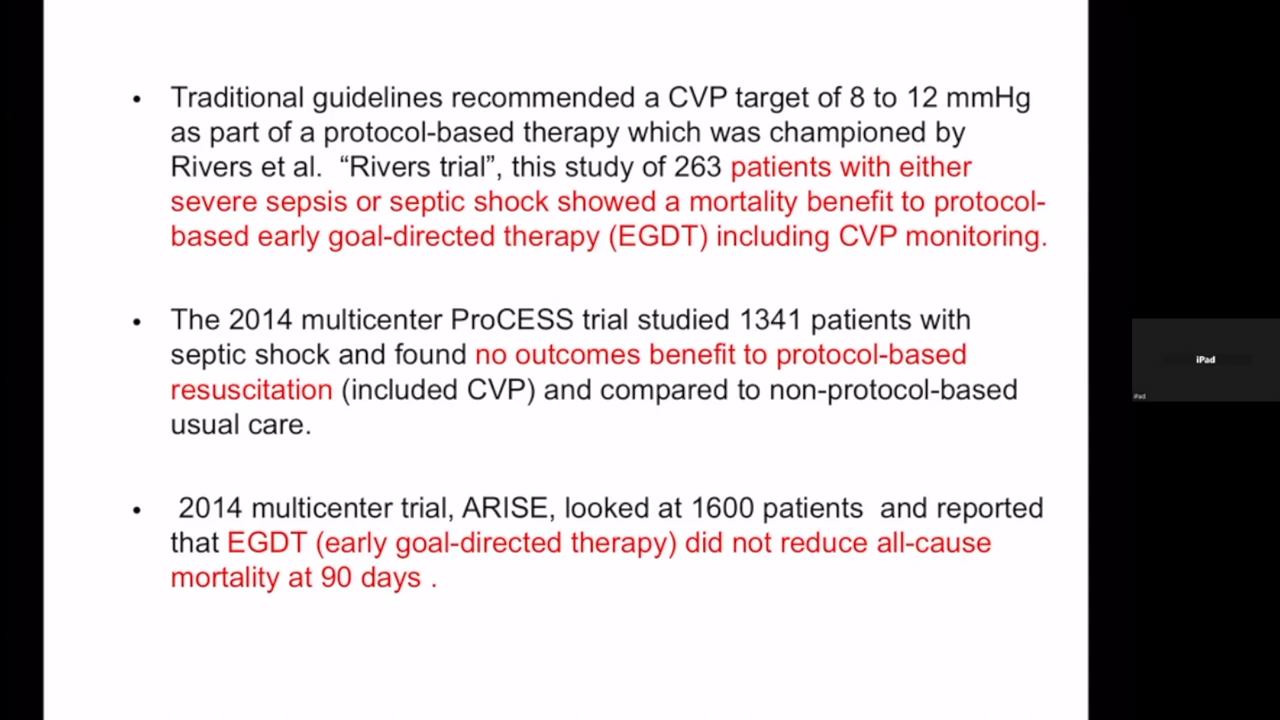 • Traditional guidelines recommended a CVP target of 8 to 12 mmHg
as part of a protocol-based therapy which was championed by
Rivers et al.  “Rivers trial”, this study of 263 patients with either
severe sepsis or septic shock showed a mortality benefit to protocol-
based early goal-directed therapy (EGDT) including CVP monitoring.
• The 2014 multicenter ProCESS trial studied 1341 patients with
septic shock and found no outcomes benefit to protocol-based
resuscitation (included CVP) and compared to non-protocol-based
usual care.
•  2014 multicenter trial, ARISE, looked at 1600 patients  and reported
that EGDT (early goal-directed therapy) did not reduce all-cause
mortality at 90 days .
iPad
iPad